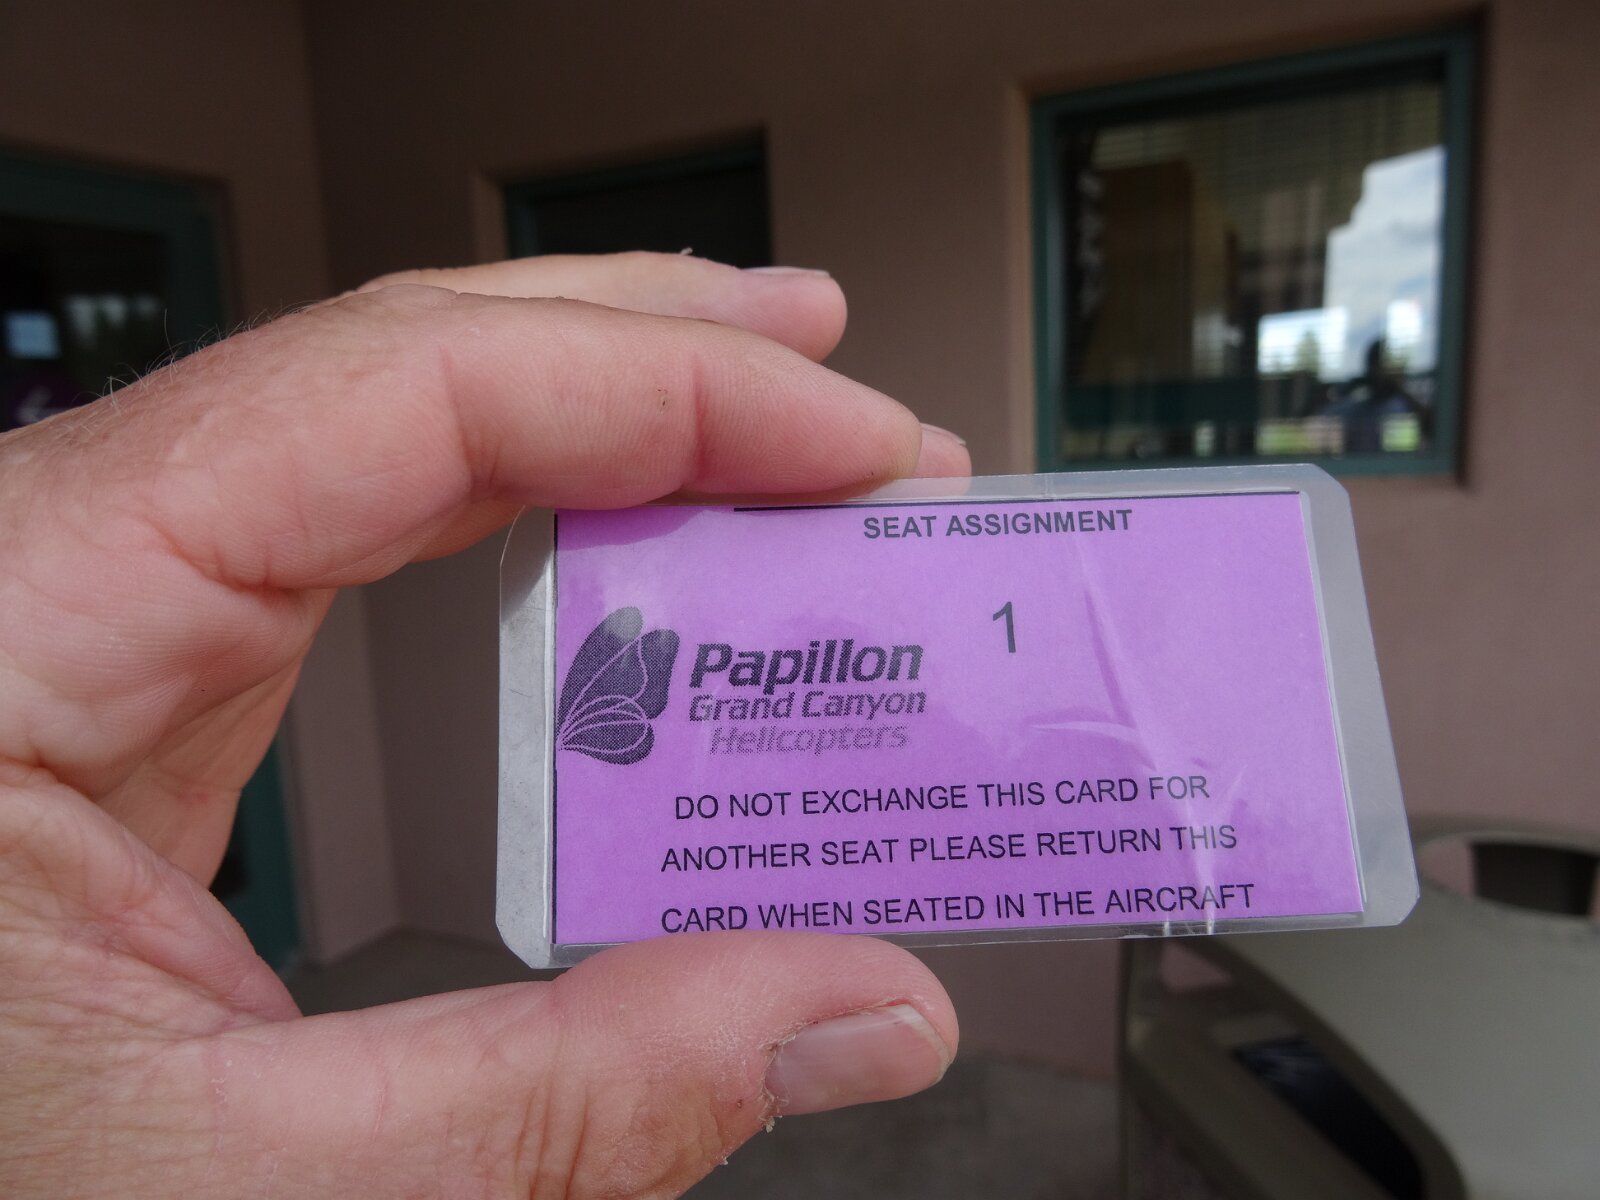 SEAT ASSIGNMENT
1
Papillon
Grand Canyon
Helicopters
DO NOT EXCHANGE THIS CARD FOR
ANOTHER SEAT PLEASE RETURN THIS
CARD WHEN SEATED IN THE AIRCRAFT